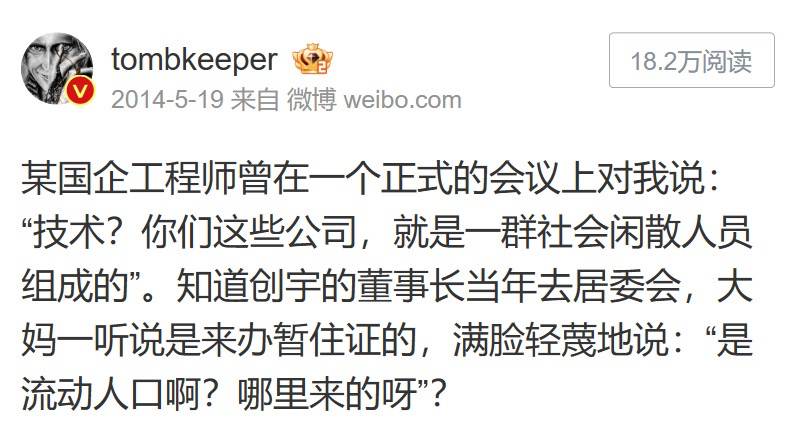 tombkeeper
18.2万阅读
2014-5-19 来自 微博 weibo.com
某国企工程师曾在一个正式的会议上对我说：
“技术？你们这些公司，就是一群社会闲散人员
组成的”。知道创宇的董事长当年去居委会，大
妈一听说是来办暂住证的，满脸轻蔑地说：“是
流动人口啊？哪里来的呀”？